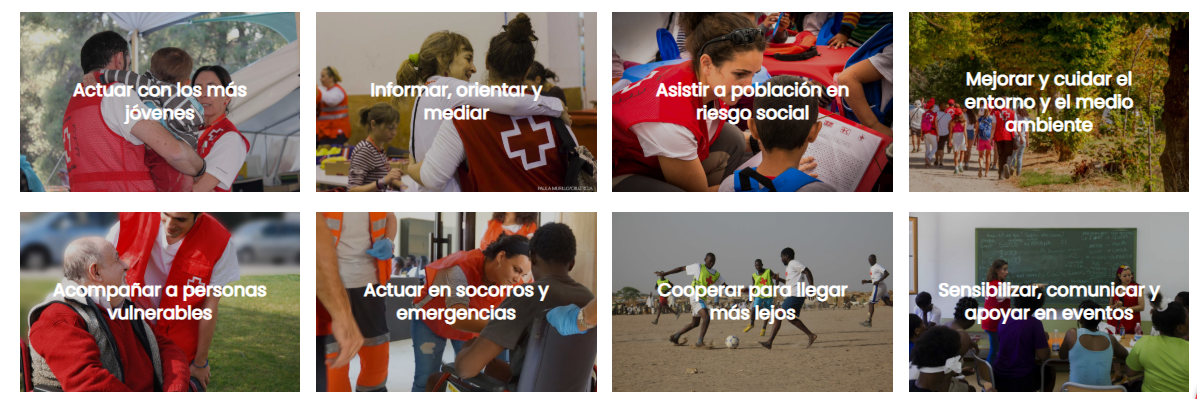 Actuar con los más
jóvenes
Informar, orientar y
mediar
Asistir a población en
riesgo social
Mejorar y cuidar el
entorno y el medio
ambiente
Acompañar a personas
vulnerables
Actuar en socorros y
emergencias
Cooperar para llegar
más lejos
Sensibilizar, comunicar y
apoyar en eventos